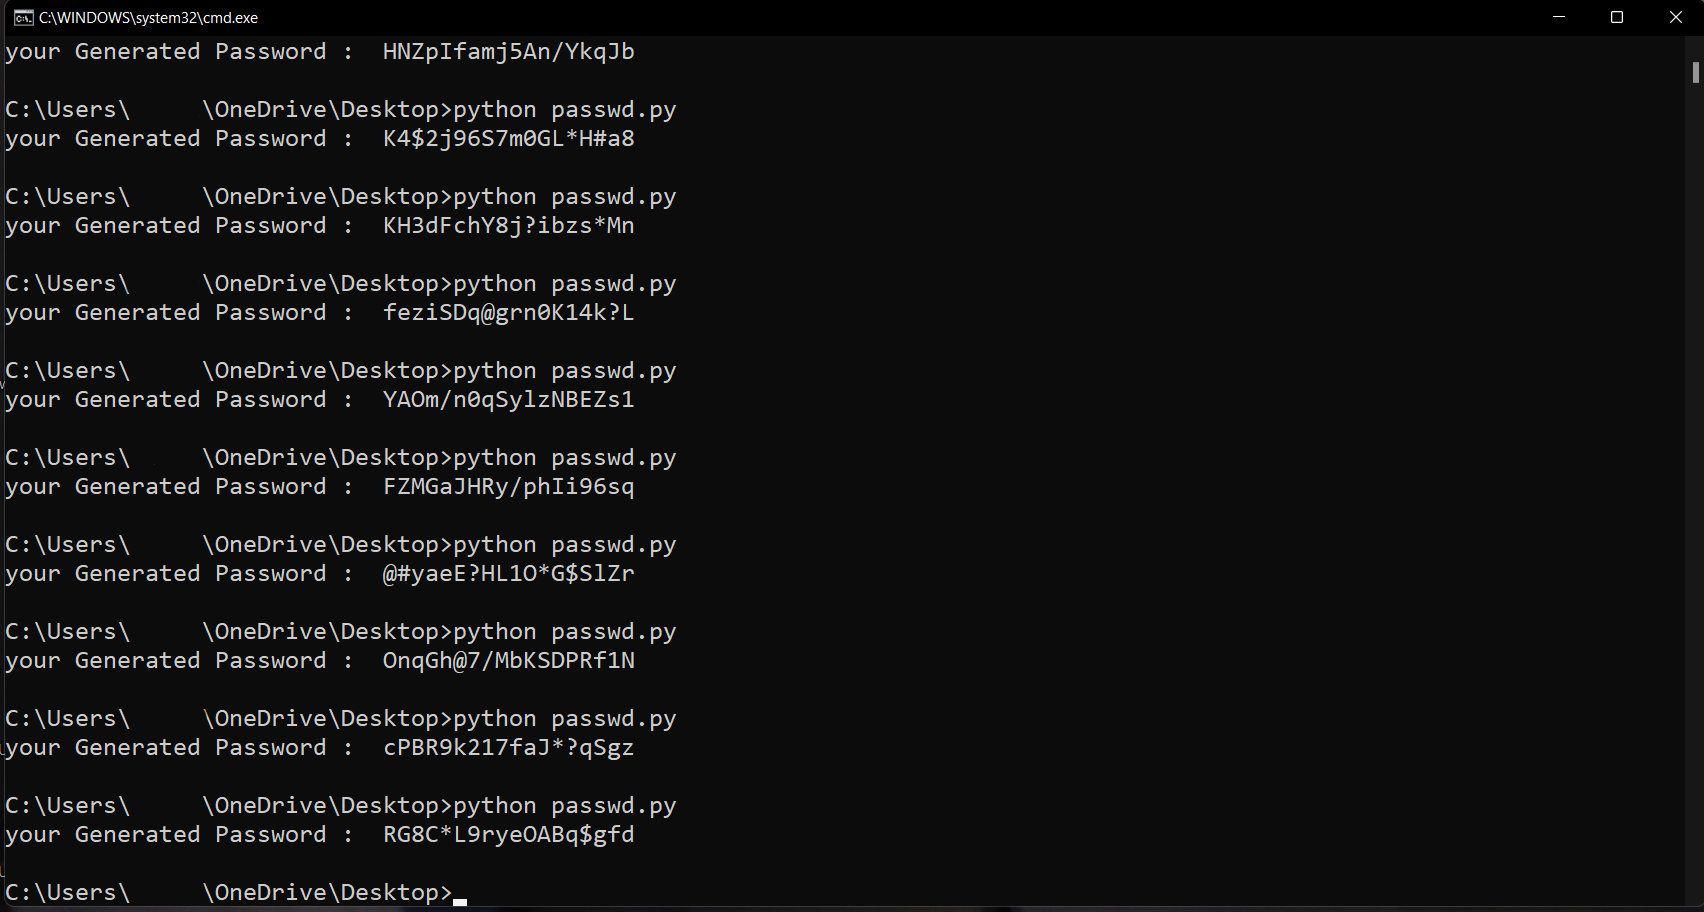 C:\WINDOWS\system32\cmd.exe
your Generated Password :  HNZpIfamj5An/YkqJb
C:\Users\     \OneDrive\Desktop>python passwd.py
your Generated Password :  K4$2j96S7m0GL*H#a8
C:\Users\     \OneDrive\Desktop>python passwd.py
your Generated Password :  KH3dFchY8j?ibzs*Mn
C:\Users\     \OneDrive\Desktop>python passwd.py
your Generated Password :  feziSDq@grn0K14k?L
C:\Users\     \OneDrive\Desktop>python passwd.py
your Generated Password :  YAOm/n0qSylzNBEZs1
C:\Users\     \OneDrive\Desktop>python passwd.py
your Generated Password :  FZMGaJHRy/phIi96sq
C:\Users\     \OneDrive\Desktop>python passwd.py
your Generated Password :  @#yaeE?HL1O*G$SlZr
C:\Users\     \OneDrive\Desktop>python passwd.py
your Generated Password :  OnqGh@7/MbKSDPRf1N
C:\Users\     \OneDrive\Desktop>python passwd.py
your Generated Password :  cPBR9k217faJ*?qSgz
C:\Users\     \OneDrive\Desktop>python passwd.py
your Generated Password :  RG8C*L9ryeOABq$gfd
C:\Users\     \OneDrive\Desktop>